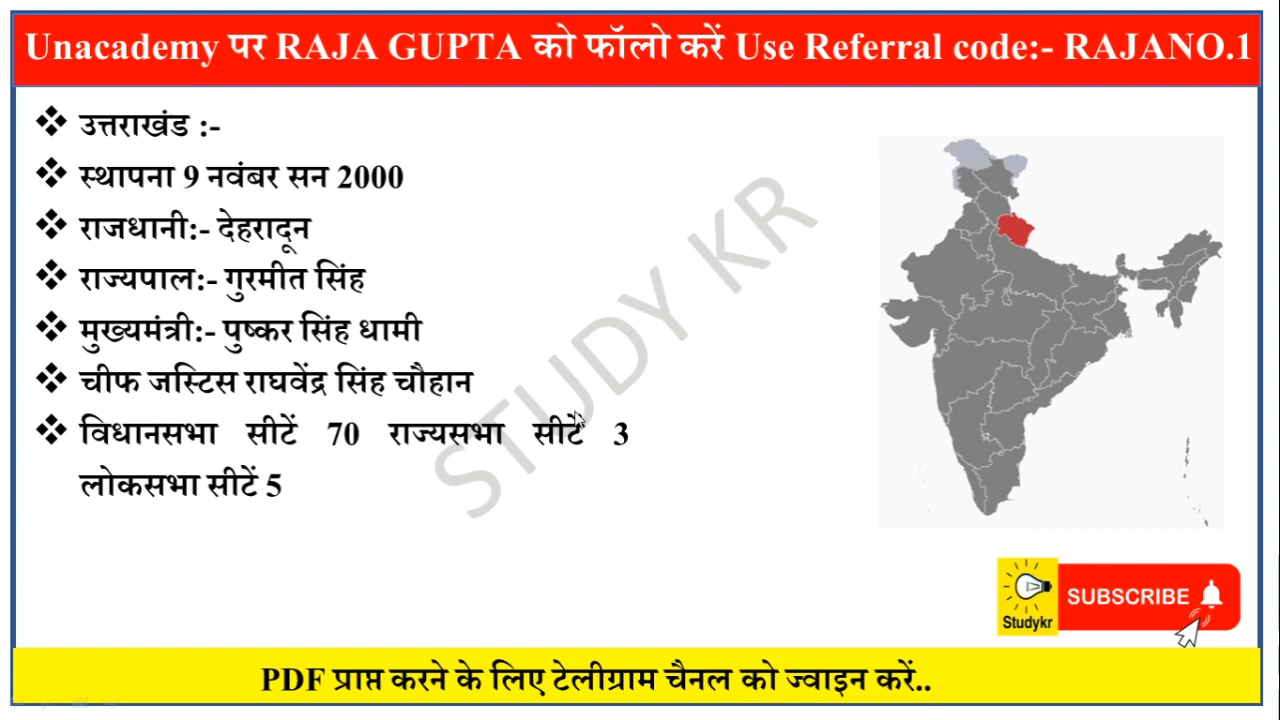 Unacademy पर RAJA GUPTA को फॉलो करें Use Referral code:- RAJANO.1
❖ उत्तराखंड :-
❖ स्थापना 9 नवंबर सन 2000
❖ राजधानी:- देहरादून
❖ राज्यपाल:- गुरमीत सिंह
❖ मुख्यमंत्री:- पुष्कर सिंह धामी
❖ चीफ जस्टिस राघवेंद्र सिंह चौहान
❖ विधानसभा सीटें 70 राज्यसभा सीटें 3
लोकसभा सीटें 5
STUDY KR
SUBSCRIBE
Studykr
PDF प्राप्त करने के लिए टेलीग्राम चैनल को ज्वाइन करें..